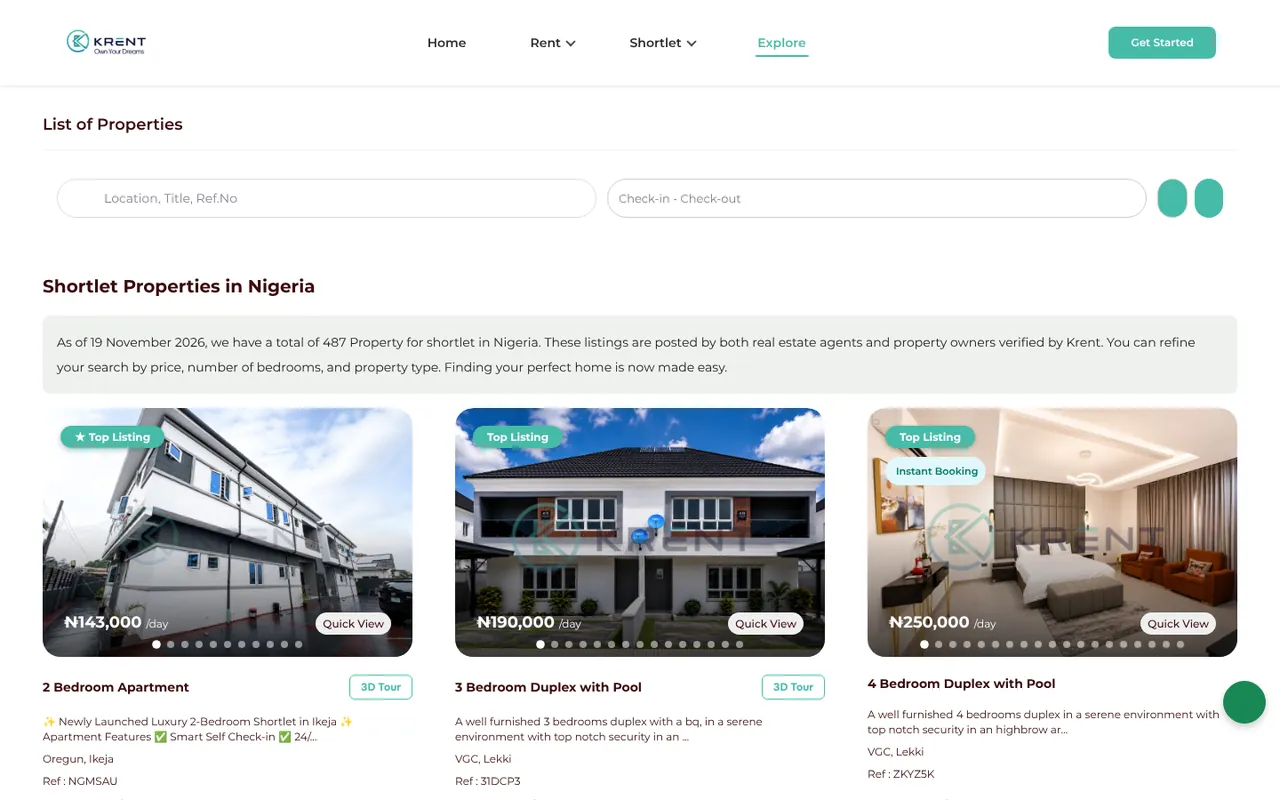 KRENT
Own Your Dreams
Home
Rent
Shortlet
Explore
Get Started
List of Properties
Location, Title, Ref.No
Check-in - Check-out
Shortlet Properties in Nigeria
As of 19 November 2026, we have a total of 487 Property for shortlet in Nigeria. These listings are posted by both real estate agents and property owners verified by Krent. You can refine
your search by price, number of bedrooms, and property type. Finding your perfect home is now made easy.
★ Top Listing
KRENT
₦143,000 /day
Quick View
2 Bedroom Apartment
3D Tour
✨ Newly Launched Luxury 2-Bedroom Shortlet in Ikeja ✨
Apartment Features ✅ Smart Self Check-in ✅ 24/...
Oregun, Ikeja
Ref : NGMSAU
Top Listing
KRENT
₦190,000 /day
Quick View
3 Bedroom Duplex with Pool
3D Tour
A well furnished 3 bedrooms duplex with a bq, in a serene
environment with top notch security in an ...
VGC, Lekki
Ref : 31DCP3
Top Listing
Instant Booking
KRENT
₦250,000 /day
Quick View
4 Bedroom Duplex with Pool
A well furnished 4 bedrooms duplex in a serene environment with
top notch security in an highbrow ar...
VGC, Lekki
Ref : ZKYZ5K